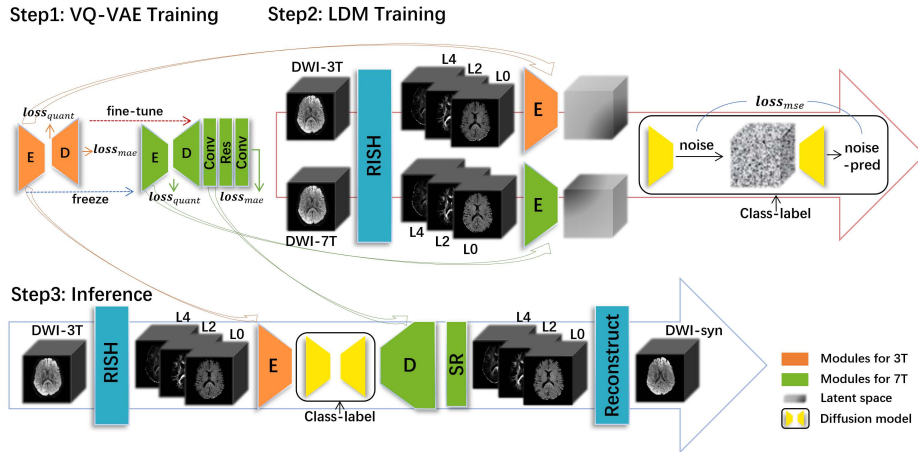 Step1: VQ-VAE Training
Step2: LDM Training
loss_quant
fine-tune
E
D
loss_mae
freeze
E
D
Conv
Res
Conv
loss_quant
loss_mae
DWI-3T
DWI-7T
RISH
L4
L2
L0
E
L4
L2
L0
E
loss_mse
noise
noise
-pred
Class-label
Step3: Inference
DWI-3T
RISH
L4
L2
L0
E
Class-label
D
SR
L4
L2
L0
Reconstruct
DWI-syn
Modules for 3T
Modules for 7T
Latent space
Diffusion model